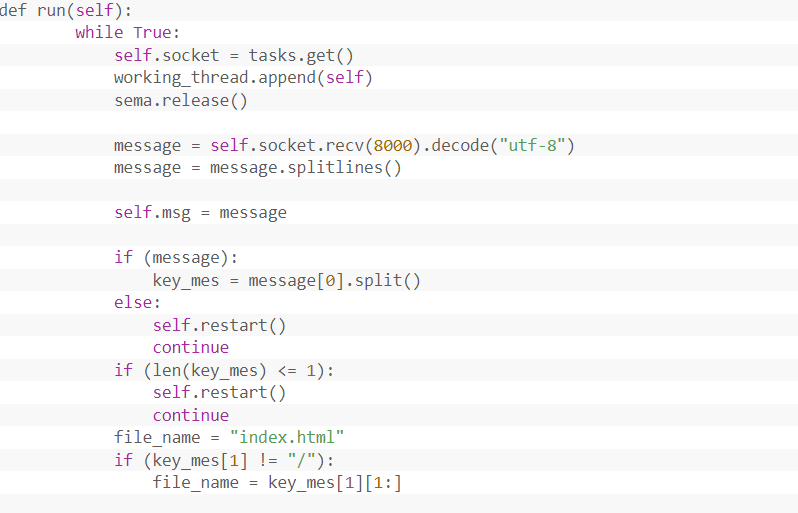 def run(self):
        while True:
            self.socket = tasks.get()
            working_thread.append(self)
            sema.release()

            message = self.socket.recv(8000).decode("utf-8")
            message = message.splitlines()

            self.msg = message

            if (message):
                key_mes = message[0].split()
            else:
                self.restart()
                continue
            if (len(key_mes) <= 1):
                self.restart()
                continue
            file_name = "index.html"
            if (key_mes[1] != "/"):
                file_name = key_mes[1][1:]